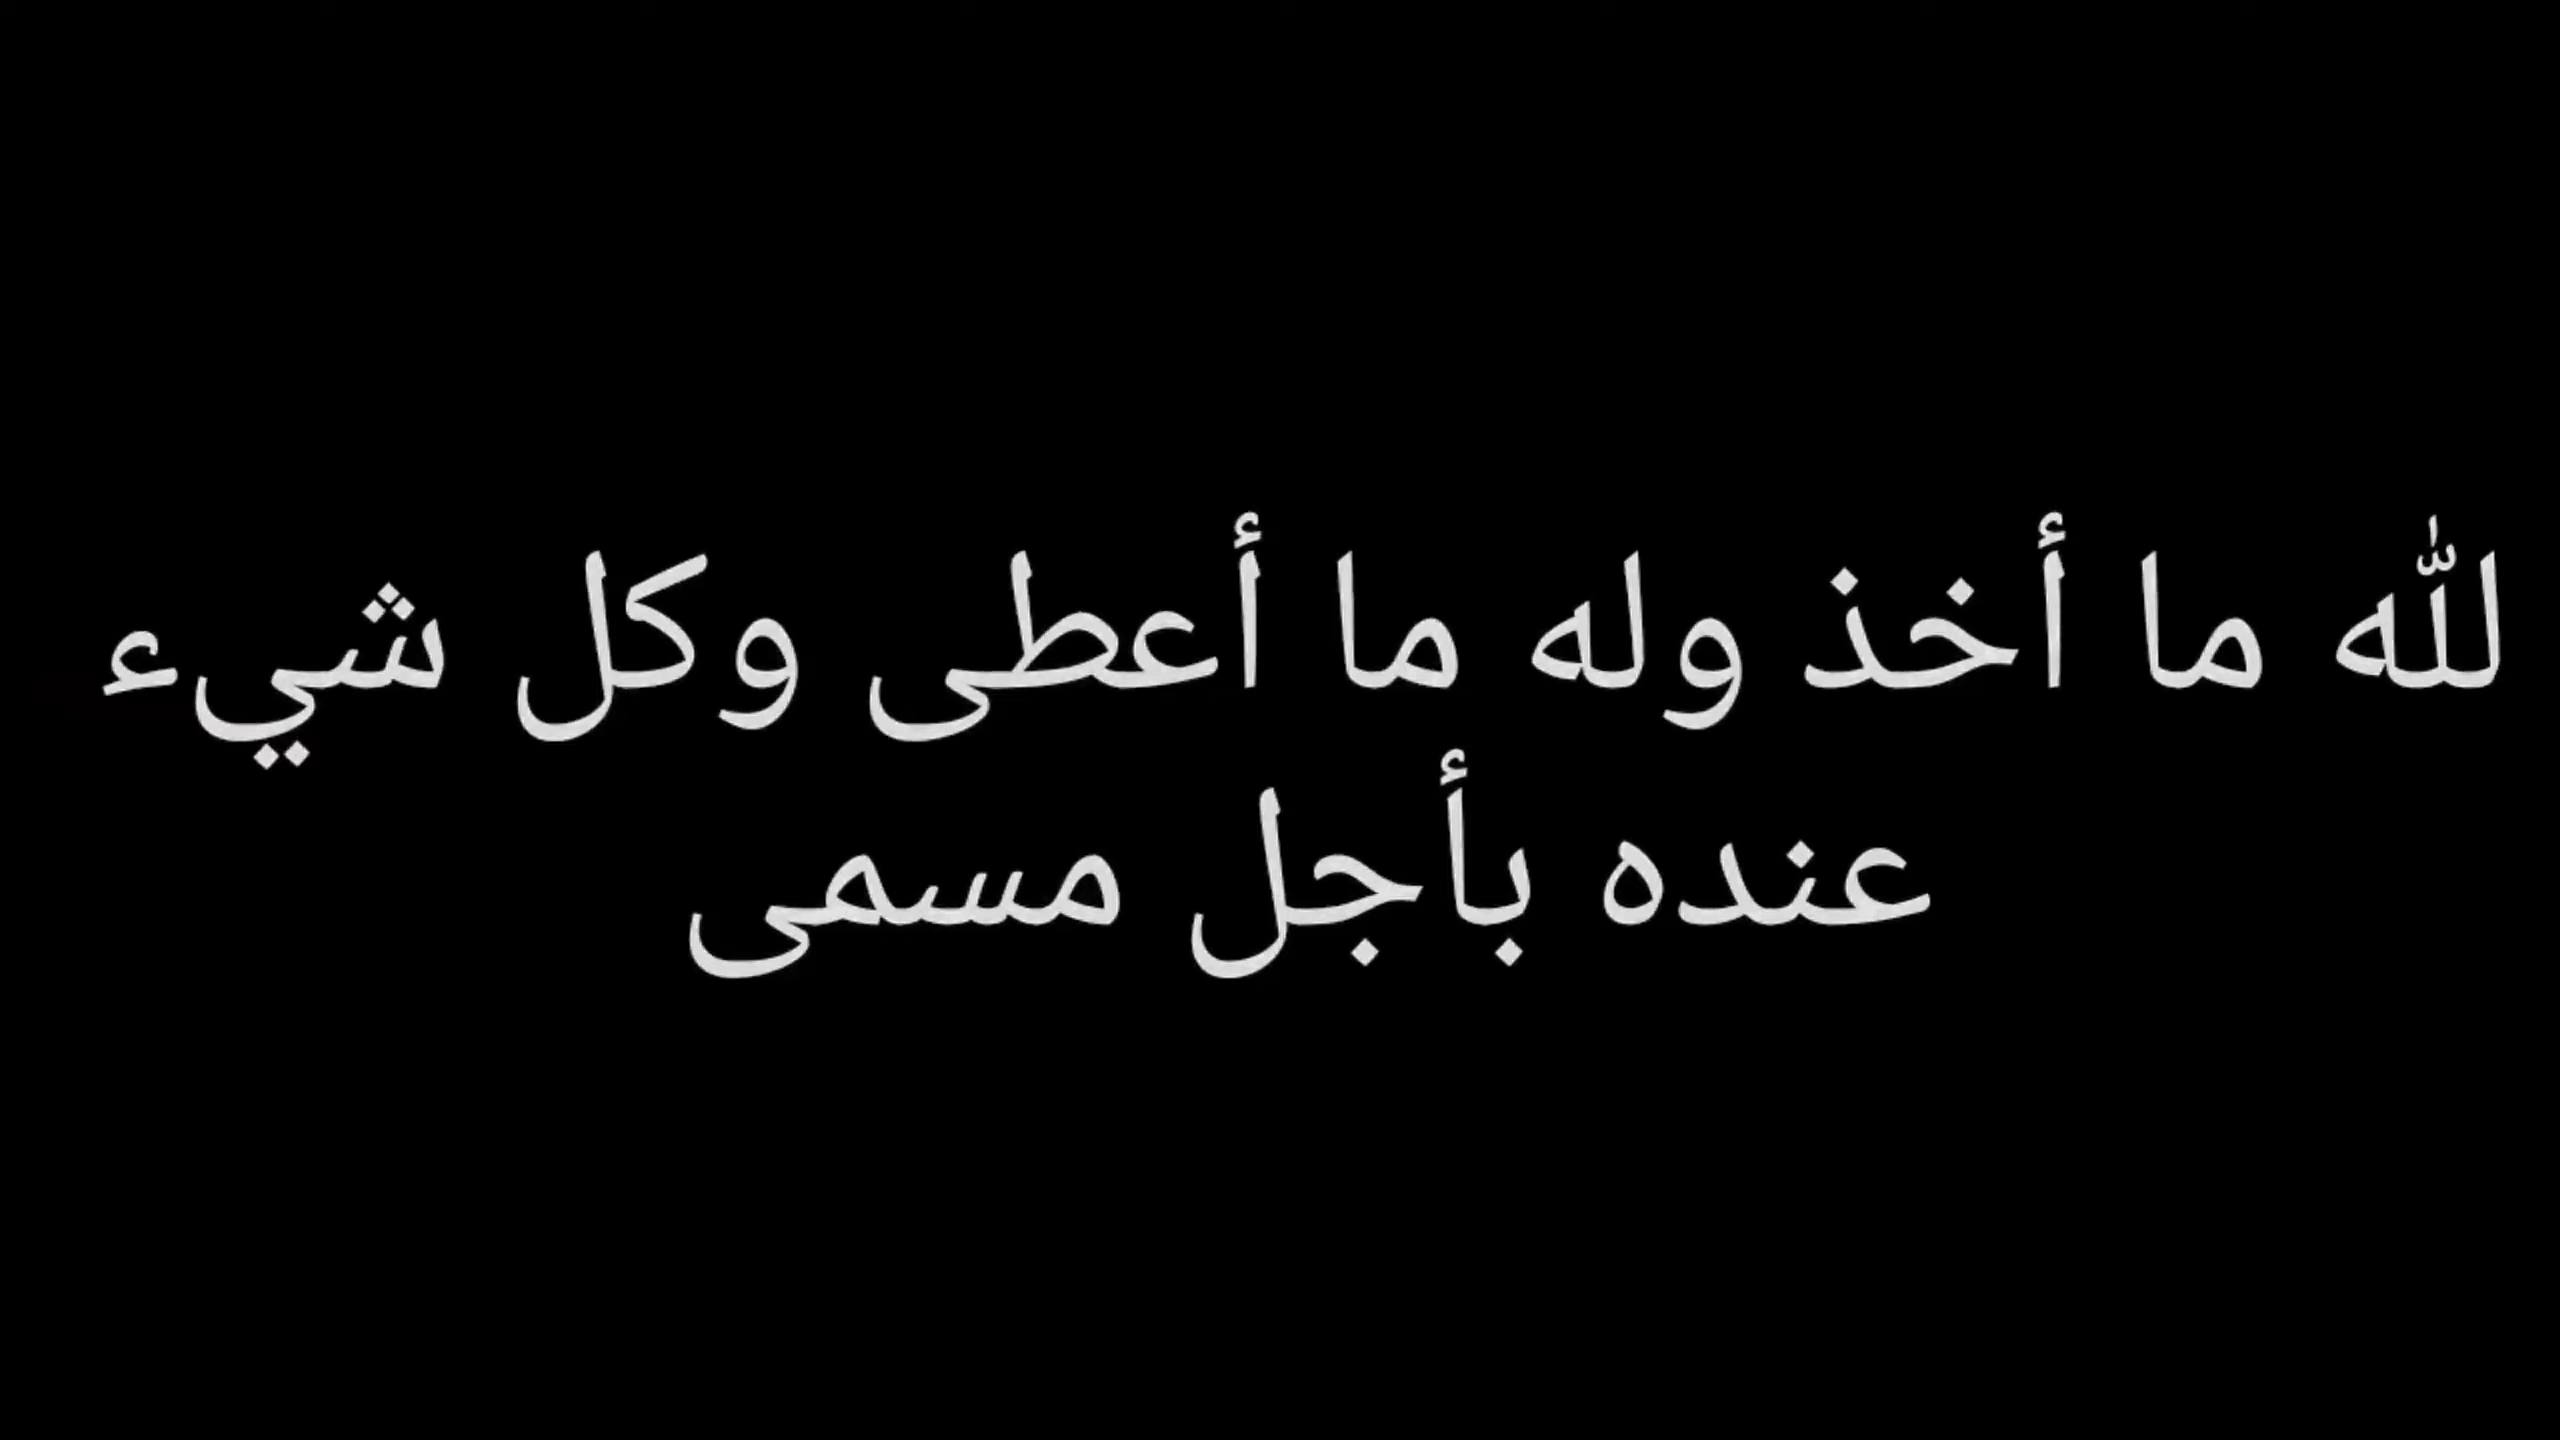 لله ما أخذ وله ما أعطى وكل شيء
عنده بأجل مسمى